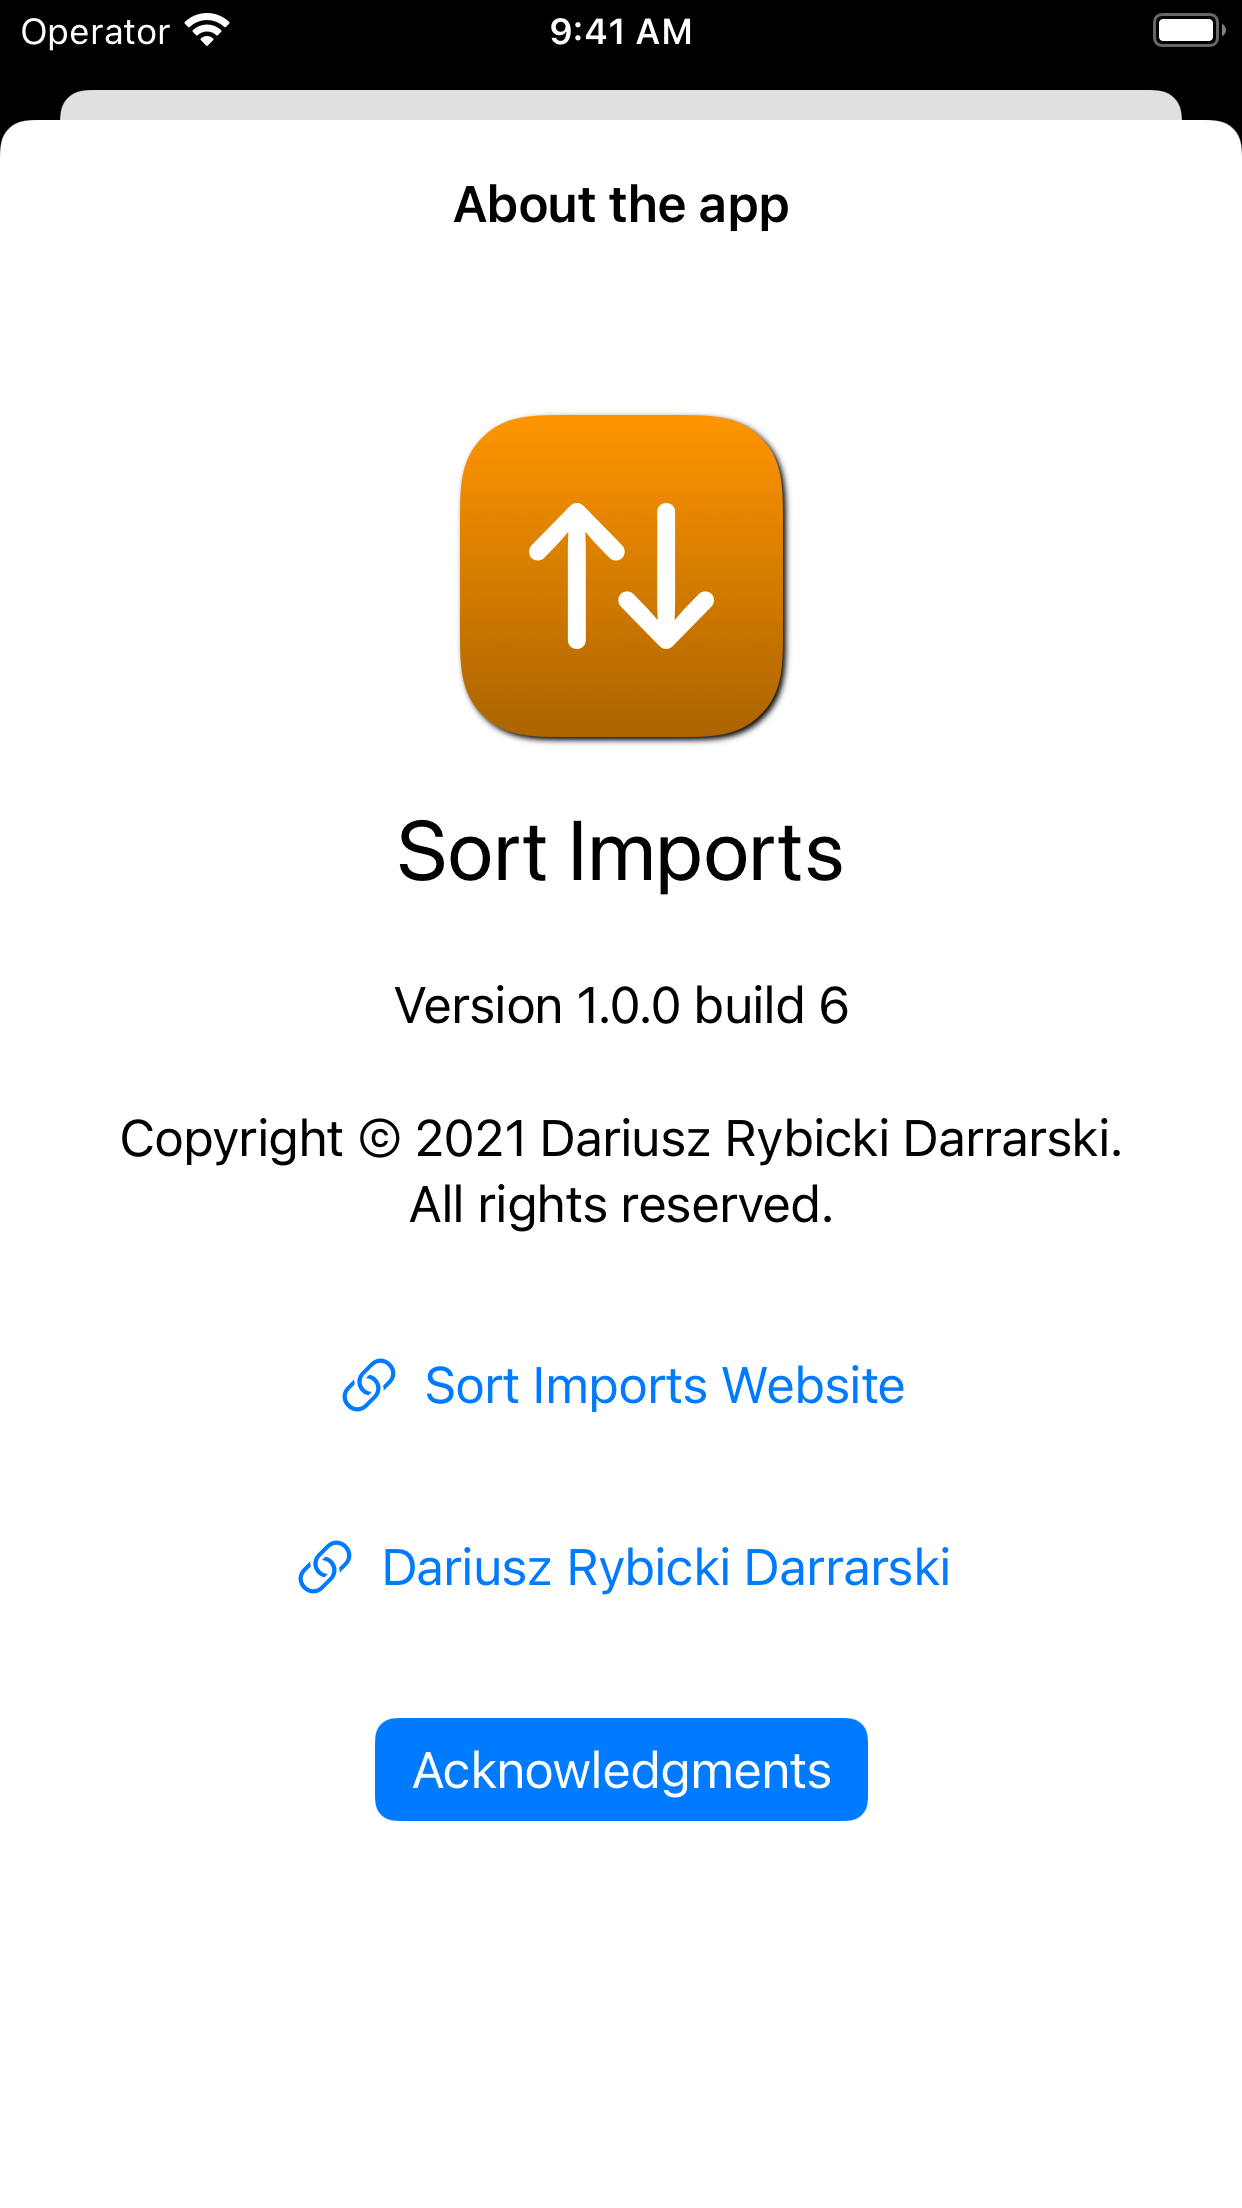 Operator
9:41 AM
About the app
Sort Imports
Version 1.0.0 build 6
Copyright © 2021 Dariusz Rybicki Darrarski.
All rights reserved.
Sort Imports Website
Dariusz Rybicki Darrarski
Acknowledgments